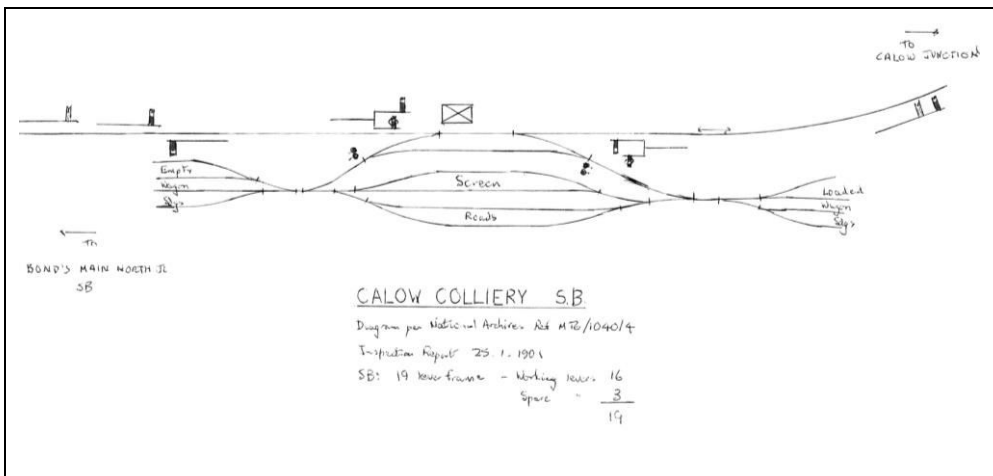 TO
CALOW JUNCTION
Empty
Wagon
Sdgs
Screen
Roads
Loaded
Wagon
Sdgs
TO
BOND'S MAIN NORTH JC
SB
CALOW COLLIERY S.B.
Diagram per National Archives Ref MT6/1040/4
Inspection Report 25.1.1901
SB: 19 lever frame - Working levers 16
Spare - 3
19